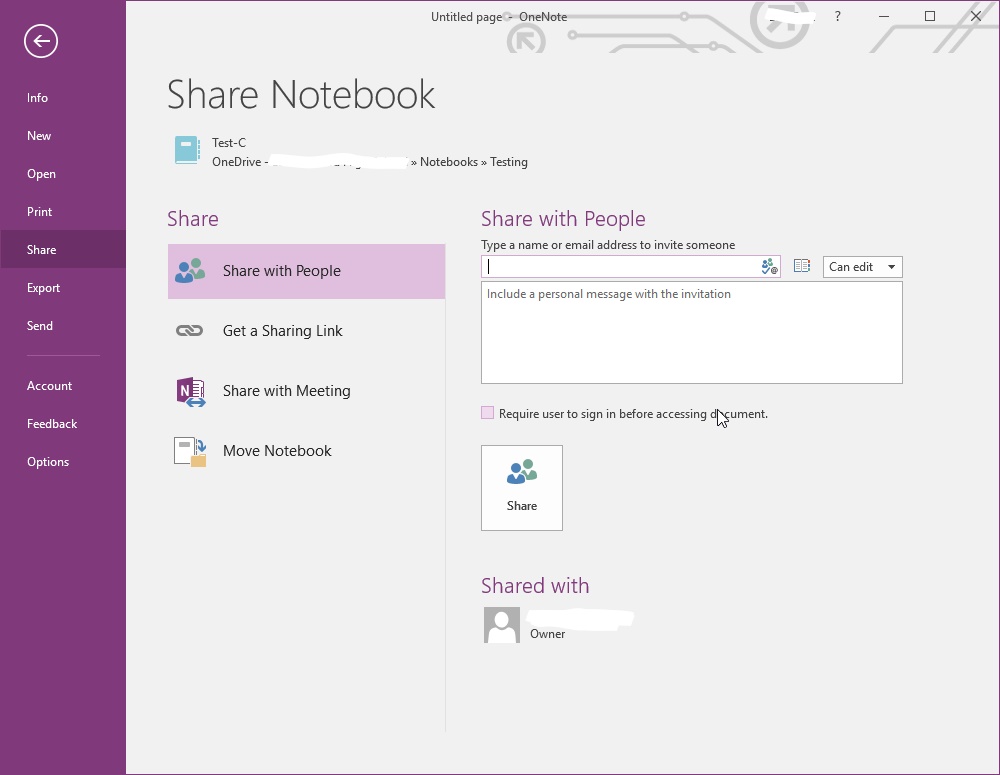 Untitled page - OneNote
?
Info
New
Open
Print
Share
Export
Send
Account
Feedback
Options
Share Notebook
Test-C
OneDrive - » Notebooks » Testing
Share
Share with People
Get a Sharing Link
N
Share with Meeting
Move Notebook
Share with People
Type a name or email address to invite someone
Can edit
Include a personal message with the invitation
Require user to sign in before accessing document.
Share
Shared with
Owner